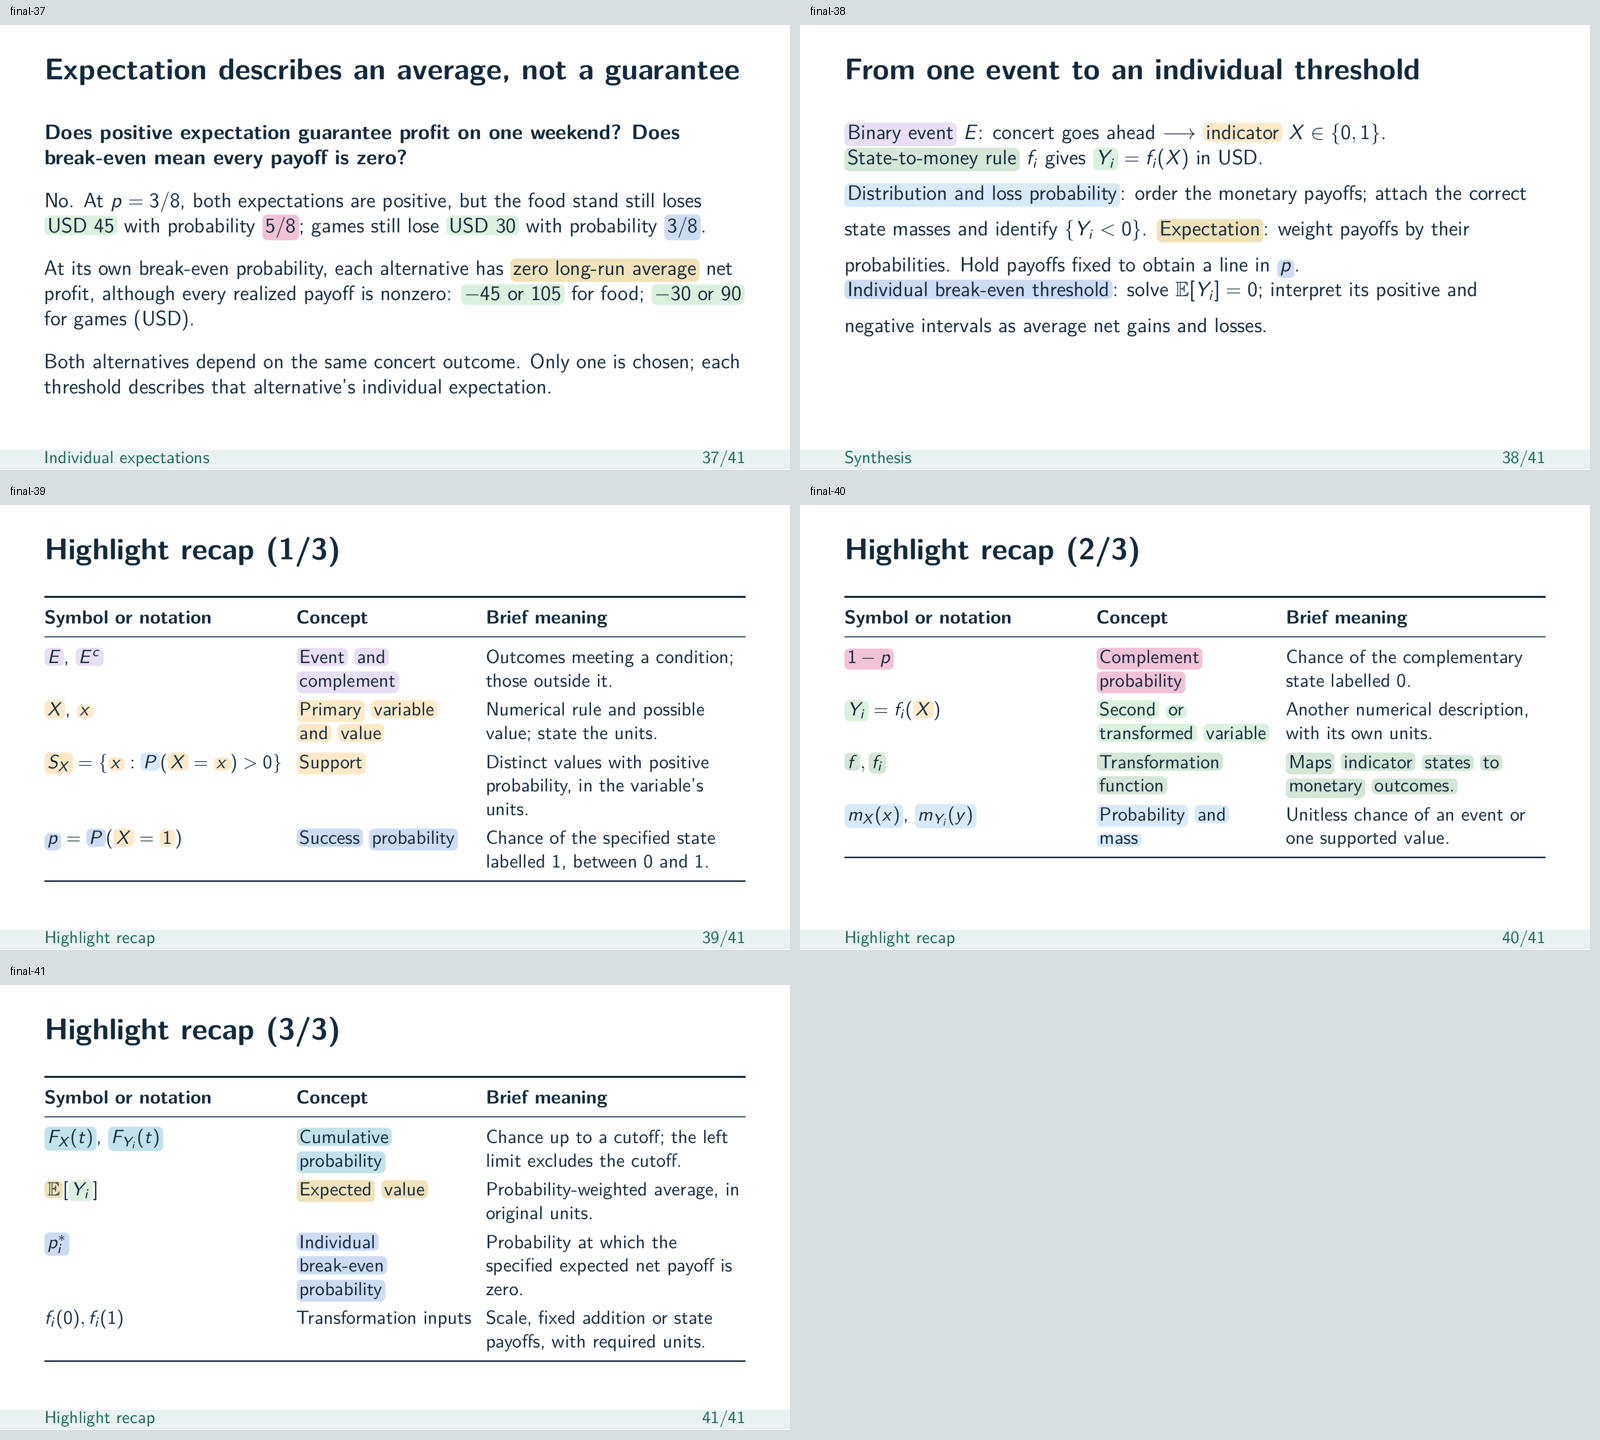 final-37
Expectation describes an average, not a guarantee
Does positive expectation guarantee profit on one weekend? Does
break-even mean every payoff is zero?
No. At p = 3/8, both expectations are positive, but the food stand still loses
USD 45 with probability 5/8; games still lose USD 30 with probability 3/8.
At its own break-even probability, each alternative has zero long-run average net
profit, although every realized payoff is nonzero: −45 or 105 for food; −30 or 90
for games (USD).
Both alternatives depend on the same concert outcome. Only one is chosen; each
threshold describes that alternative's individual expectation.
Individual expectations 37/41
final-38
From one event to an individual threshold
Binary event E: concert goes ahead ⟶ indicator X ∈ {0, 1}.
State-to-money rule fᵢ gives Yᵢ = fᵢ(X) in USD.
Distribution and loss probability: order the monetary payoffs; attach the correct
state masses and identify {Yᵢ < 0}. Expectation: weight payoffs by their
probabilities. Hold payoffs fixed to obtain a line in p.
Individual break-even threshold: solve 𝔼[Yᵢ] = 0; interpret its positive and
negative intervals as average net gains and losses.
Synthesis 38/41
final-39
Highlight recap (1/3)
Symbol or notation Concept Brief meaning
E, Eᶜ Event and Outcomes meeting a condition;
complement those outside it.
X, x Primary variable Numerical rule and possible
and value value; state the units.
S_X = {x : P(X = x) > 0} Support Distinct values with positive
probability, in the variable's
units.
p = P(X = 1) Success probability Chance of the specified state
labelled 1, between 0 and 1.
Highlight recap 39/41
final-40
Highlight recap (2/3)
Symbol or notation Concept Brief meaning
1 − p Complement Chance of the complementary
probability state labelled 0.
Yᵢ = fᵢ(X) Second or Another numerical description,
transformed variable with its own units.
f, fᵢ Transformation Maps indicator states to
function monetary outcomes.
m_X(x), m_{Yᵢ}(y) Probability and Unitless chance of an event or
mass one supported value.
Highlight recap 40/41
final-41
Highlight recap (3/3)
Symbol or notation Concept Brief meaning
F_X(t), F_{Yᵢ}(t) Cumulative Chance up to a cutoff; the left
probability limit excludes the cutoff.
𝔼[Yᵢ] Expected value Probability-weighted average, in
original units.
pᵢ* Individual Probability at which the
break-even specified expected net payoff is
probability zero.
fᵢ(0), fᵢ(1) Transformation inputs Scale, fixed addition or state
payoffs, with required units.
Highlight recap 41/41